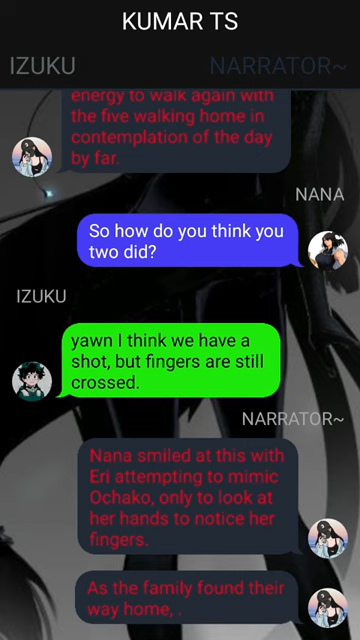 KUMAR TS
IZUKU
NARRATOR~
energy to walk again with
the five walking home in
contemplation of the day
by far.
NANA
So how do you think you
two did?
IZUKU
yawn I think we have a
shot, but fingers are still
crossed.
NARRATOR~
Nana smiled at this with
Eri attempting to mimic
Ochako, only to look at
her hands to notice her
fingers.
As the family found their
way home, .